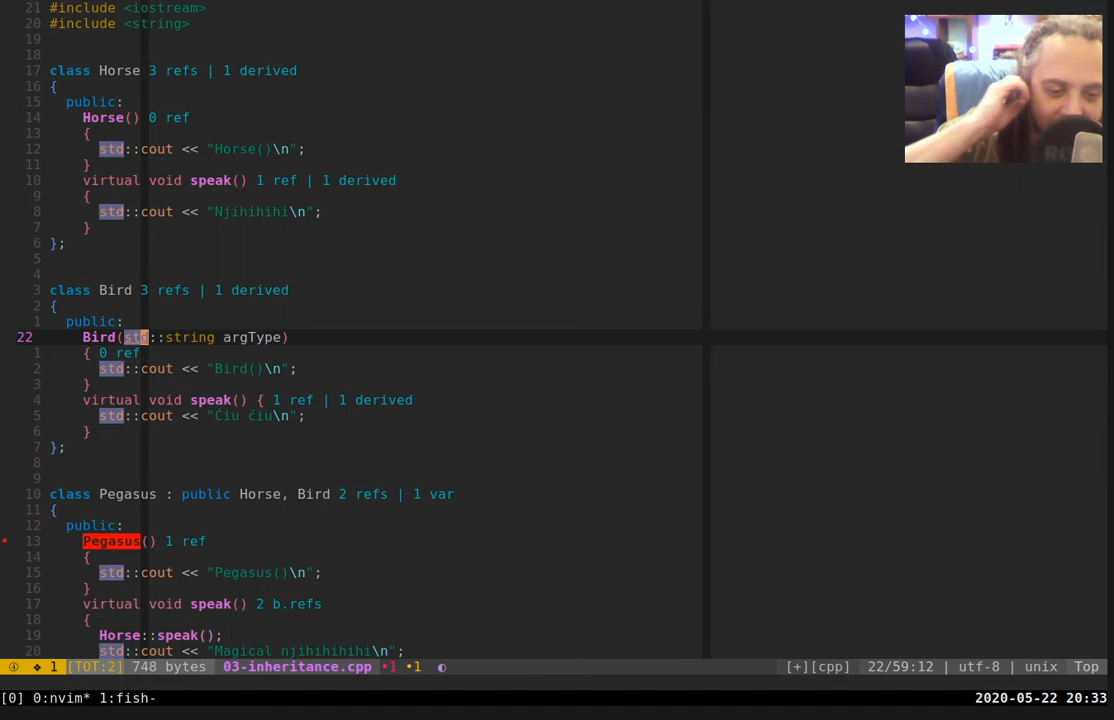 21 #include <iostream>
20 #include <string>
19
18
17 class Horse 3 refs | 1 derived
16 {
15   public:
14     Horse() 0 ref
13     {
12       std::cout << "Horse()\n";
11     }
10     virtual void speak() 1 ref | 1 derived
9     {
8       std::cout << "Njihihihi\n";
7     }
6 };
5
4
3 class Bird 3 refs | 1 derived
2 {
1   public:
22     Bird(std::string argType)
1     { 0 ref
2       std::cout << "Bird()\n";
3     }
4     virtual void speak() { 1 ref | 1 derived
5       std::cout << "Ćiu ćiu\n";
6     }
7 };
8
9
10 class Pegasus : public Horse, Bird 2 refs | 1 var
11 {
12   public:
• 13     Pegasus() 1 ref
14     {
15       std::cout << "Pegasus()\n";
16     }
17     virtual void speak() 2 b.refs
18     {
19       Horse::speak();
20       std::cout << "Magical njihihihihi\n";
④ ❖ 1 [TOT:2] 748 bytes 03-inheritance.cpp •1 •1 ◐ [+][cpp] 22/59:12 | utf-8 | unix Top
[0] 0:nvim* 1:fish- 2020-05-22 20:33